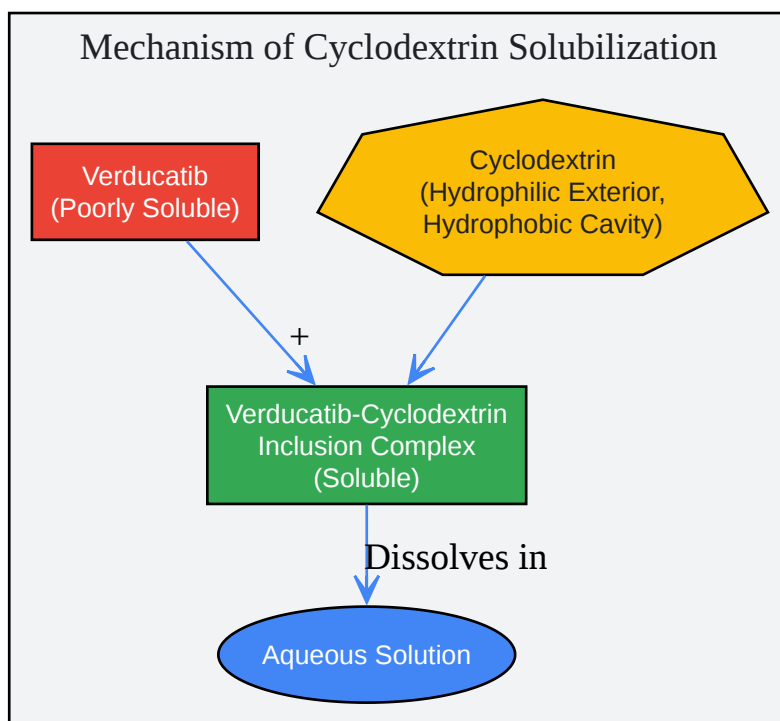 Mechanism of Cyclodextrin Solubilization
Verducatib
(Poorly Soluble)
Cyclodextrin
(Hydrophilic Exterior,
Hydrophobic Cavity)
+
Verducatib-Cyclodextrin
Inclusion Complex
(Soluble)
Dissolves in
Aqueous Solution